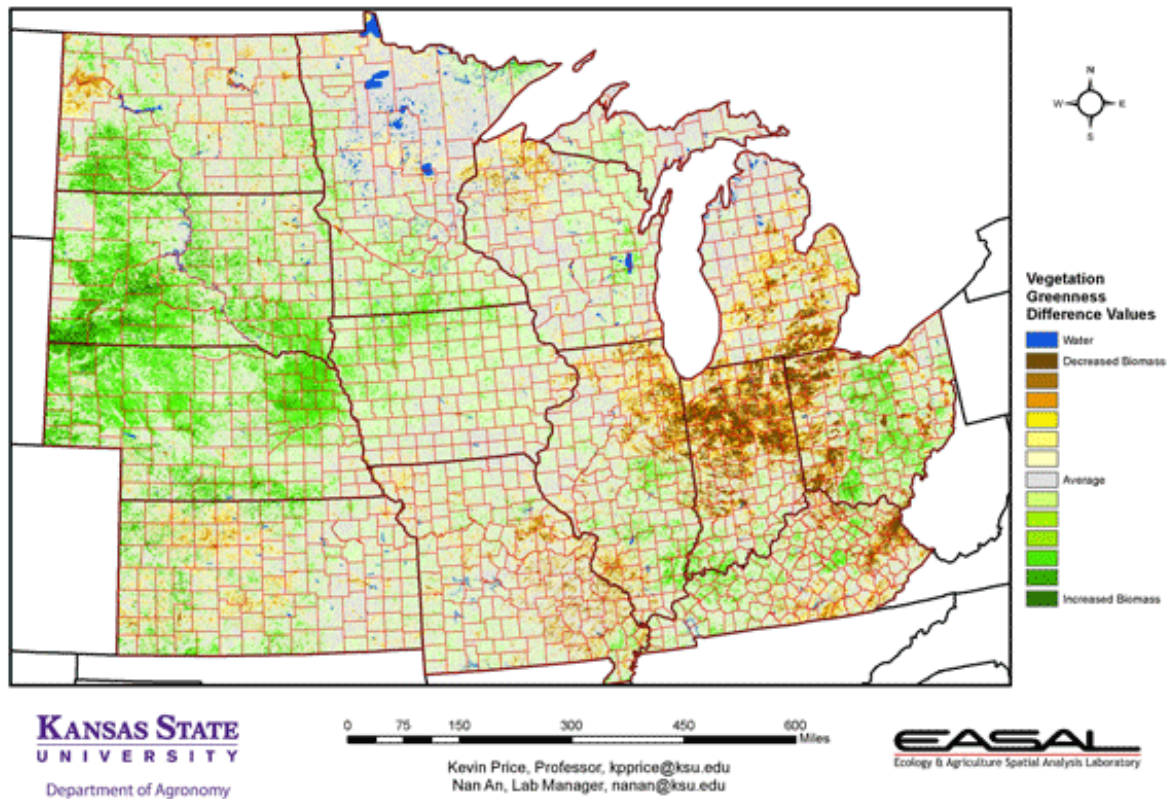 N
W E
S
Vegetation
Greenness
Difference Values
Water
Decreased Biomass
Average
Increased Biomass
KANSAS STATE
UNIVERSITY
Department of Agronomy
0 75 150 300 450 600
Miles
Kevin Price, Professor, kpprice@ksu.edu
Nan An, Lab Manager, nanan@ksu.edu
EASAL
Ecology & Agriculture Spatial Analysis Laboratory